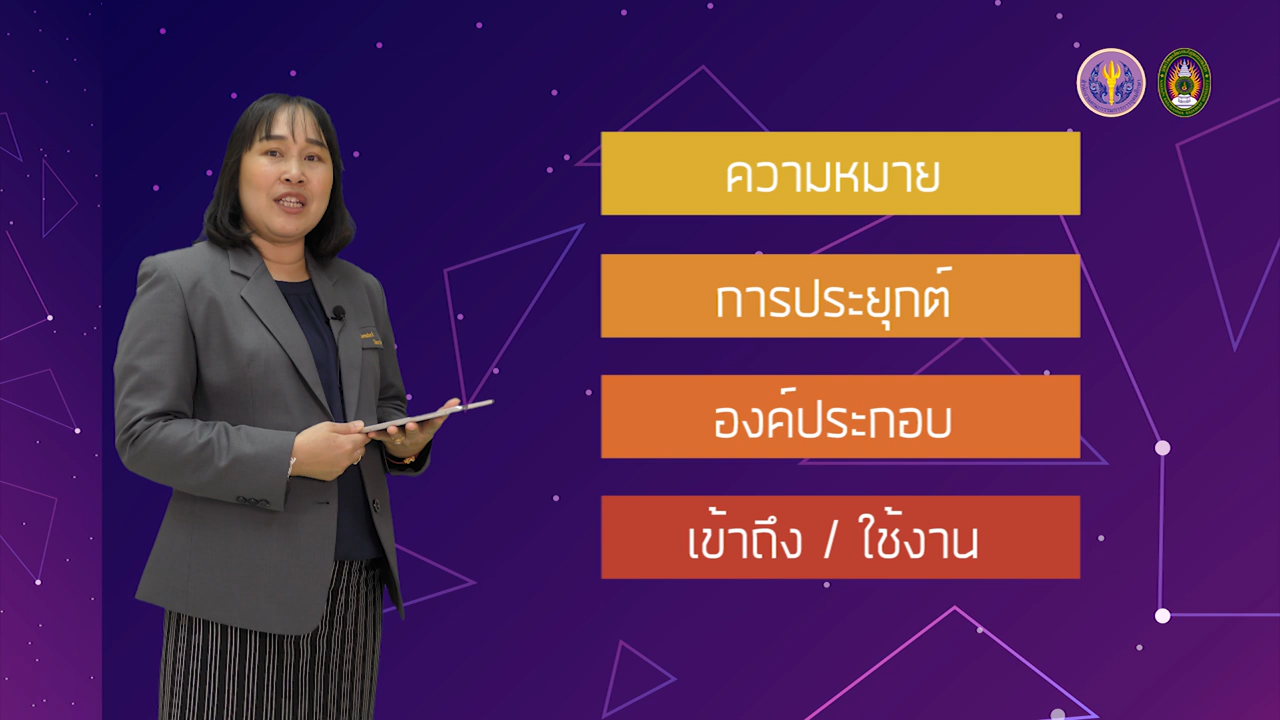 ความหมาย
การประยุกต์
องค์ประกอบ
เข้าถึง / ใช้งาน